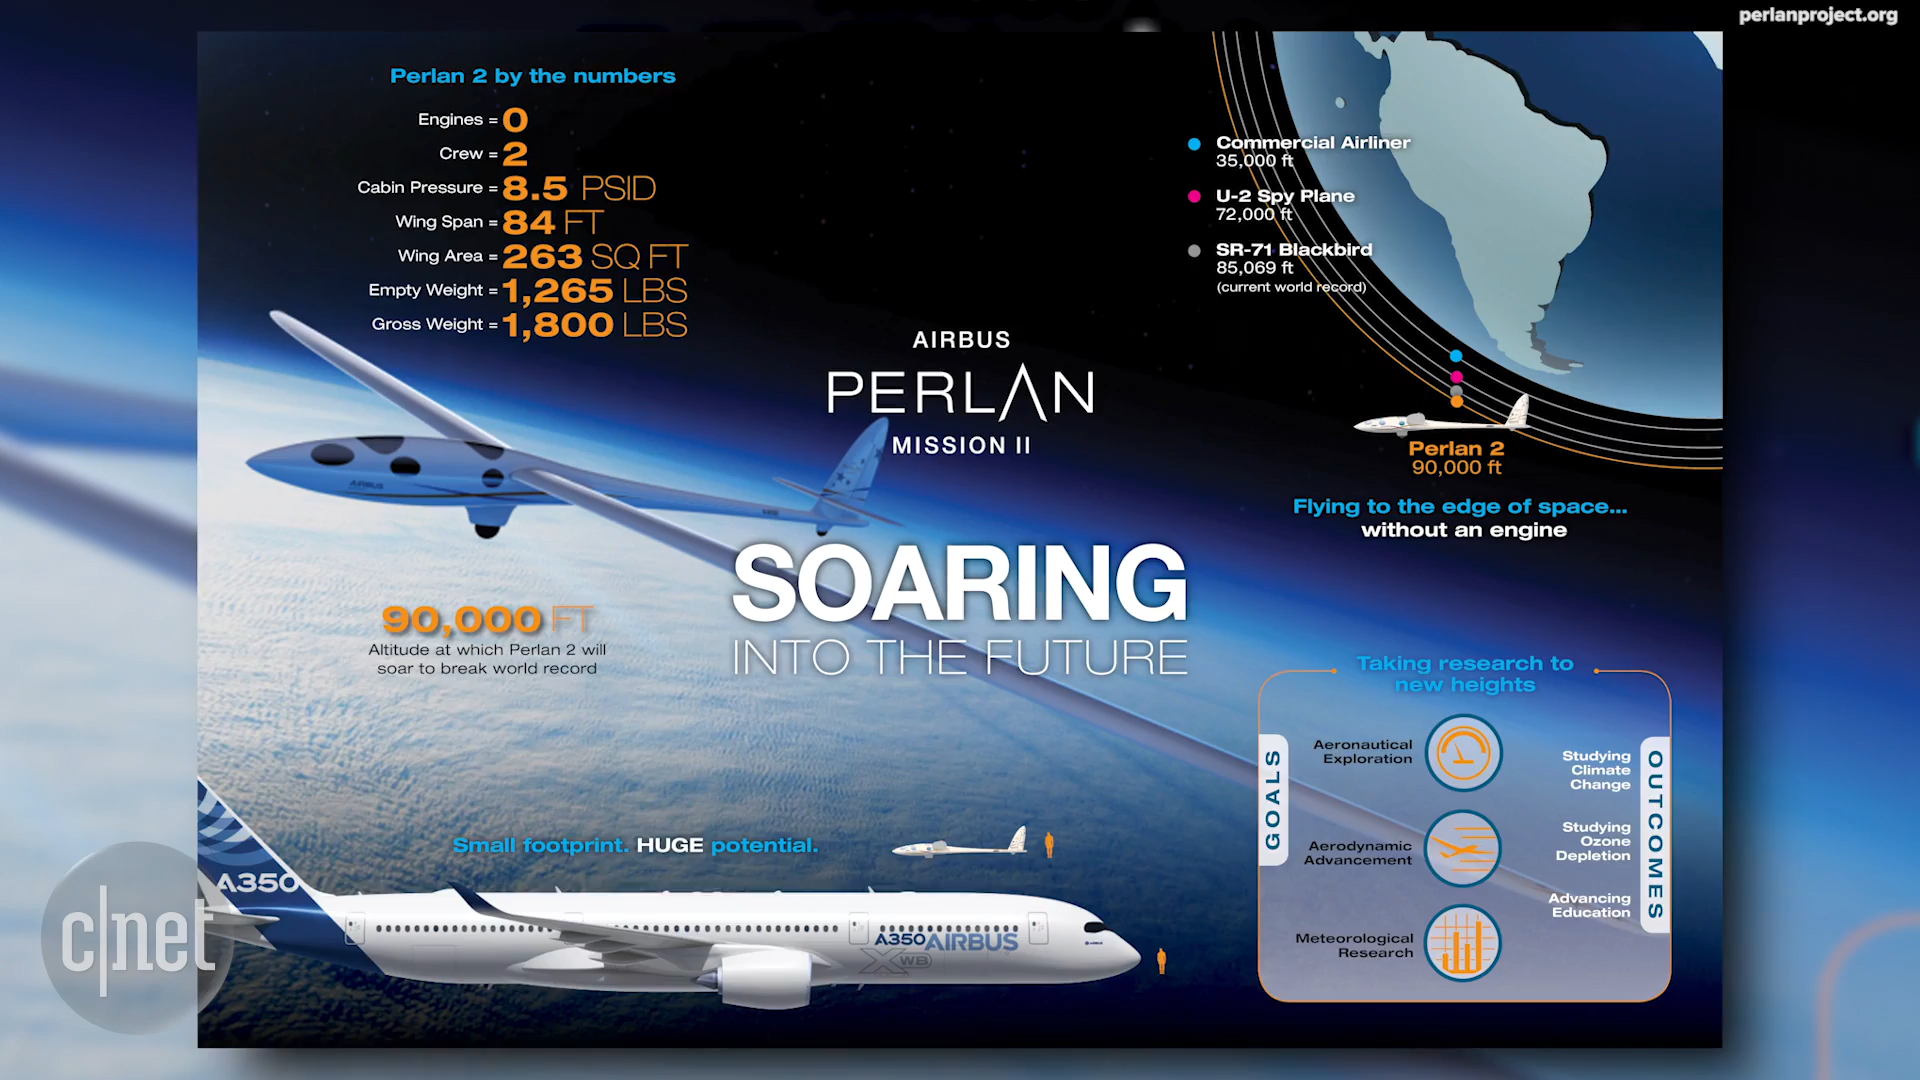 perlanproject.org
Perlan 2 by the numbers
Engines = 0
Crew = 2
Cabin Pressure = 8.5 PSID
Wing Span = 84 FT
Wing Area = 263 SQ FT
Empty Weight = 1,265 LBS
Gross Weight = 1,800 LBS
Commercial Airliner
35,000 ft
U-2 Spy Plane
72,000 ft
SR-71 Blackbird
85,069 ft
(current world record)
AIRBUS
PERLAN
MISSION II
Perlan 2
90,000 ft
Flying to the edge of space...
without an engine
AIRBUS
SOARING
INTO THE FUTURE
90,000 FT
Altitude at which Perlan 2 will
soar to break world record
Taking research to
new heights
GOALS
Aeronautical
Exploration
Aerodynamic
Advancement
Meteorological
Research
Studying
Climate
Change
Studying
Ozone
Depletion
Advancing
Education
OUTCOMES
Small footprint. HUGE potential.
A350
A350 AIRBUS
XWB
c|net